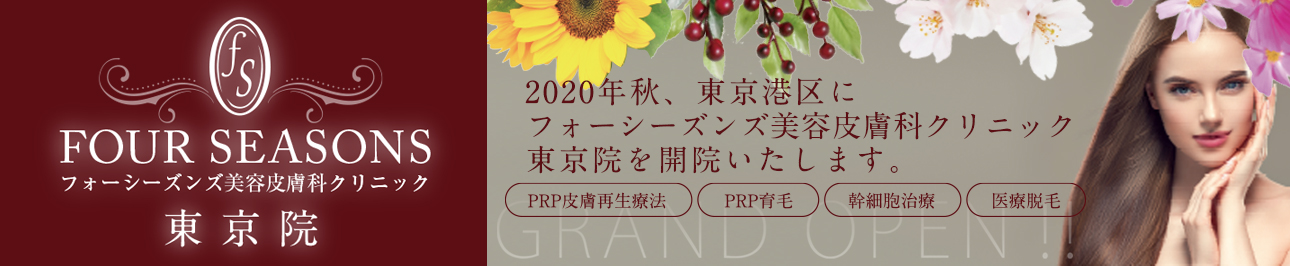 fS
FOUR SEASONS
フォーシーズンズ美容皮膚科クリニック
東京院
2020年秋、東京港区に
フォーシーズンズ美容皮膚科クリニック
東京院を開院いたします。
PRP皮膚再生療法 PRP育毛 幹細胞治療 医療脱毛
GRAND OPEN!!